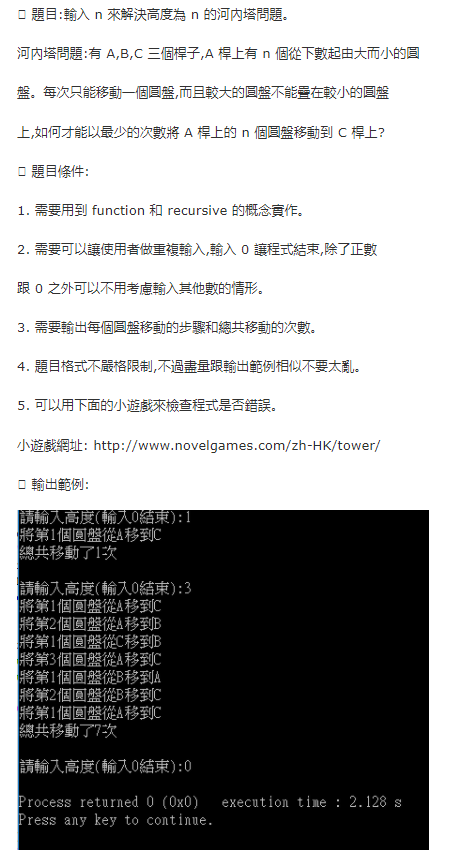 題目:輸入 n 來解決高度為 n 的河內塔問題。
河內塔問題:有 A,B,C 三個桿子,A 桿上有 n 個從下數起由大而小的圓
盤。每次只能移動一個圓盤,而且較大的圓盤不能疊在較小的圓盤
上,如何才能以最少的次數將 A 桿上的 n 個圓盤移動到 C 桿上?
題目條件:
1. 需要用到 function 和 recursive 的概念實作。
2. 需要可以讓使用者做重複輸入,輸入 0 讓程式結束,除了正數
跟 0 之外可以不用考慮輸入其他數的情形。
3. 需要輸出每個圓盤移動的步驟和總共移動的次數。
4. 題目格式不嚴格限制,不過盡量跟輸出範例相似不要太亂。
5. 可以用下面的小遊戲來檢查程式是否錯誤。
小遊戲網址: http://www.novelgames.com/zh-HK/tower/
輸出範例:
請輸入高度(輸入0結束):1
將第1個圓盤從A移到C
總共移動了1次
請輸入高度(輸入0結束):3
將第1個圓盤從A移到C
將第2個圓盤從A移到B
將第1個圓盤從C移到B
將第3個圓盤從A移到C
將第1個圓盤從B移到A
將第2個圓盤從B移到C
將第1個圓盤從A移到C
總共移動了7次
請輸入高度(輸入0結束):0
Process returned 0 (0x0) execution time : 2.128 s
Press any key to continue.